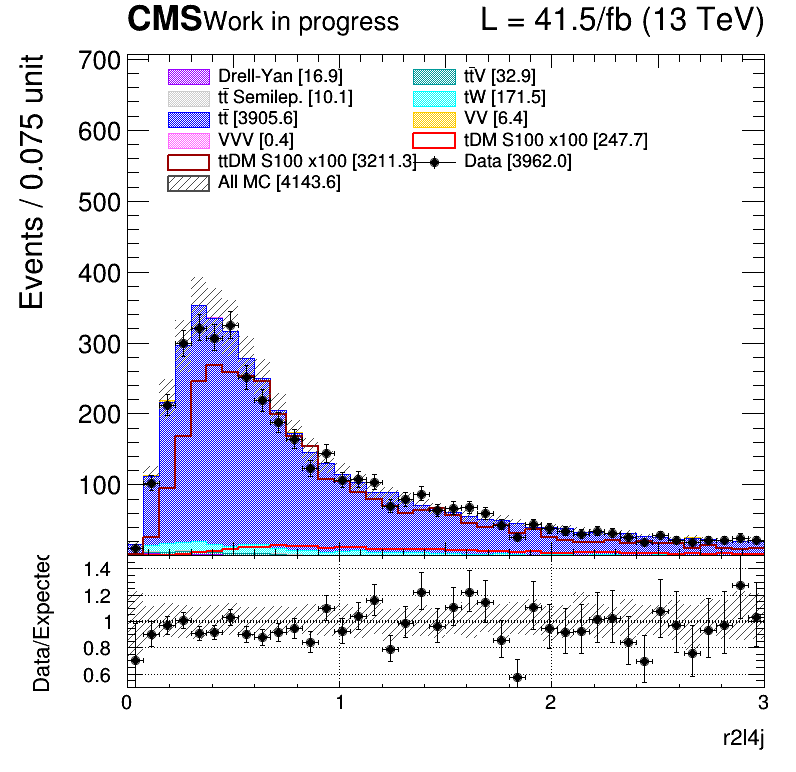 CMS Work in progress L = 41.5/fb (13 TeV)
Events / 0.075 unit
700
600
500
400
300
200
100
Drell-Yan [16.9]
tt̄V [32.9]
tt̄ Semilep. [10.1]
tW [171.5]
tt̄ [3905.6]
VV [6.4]
VVV [0.4]
tDM S100 x100 [247.7]
ttDM S100 x100 [3211.3]
Data [3962.0]
All MC [4143.6]
Data/Expected
1.4
1.2
1
0.8
0.6
0 1 2 3
r2l4j